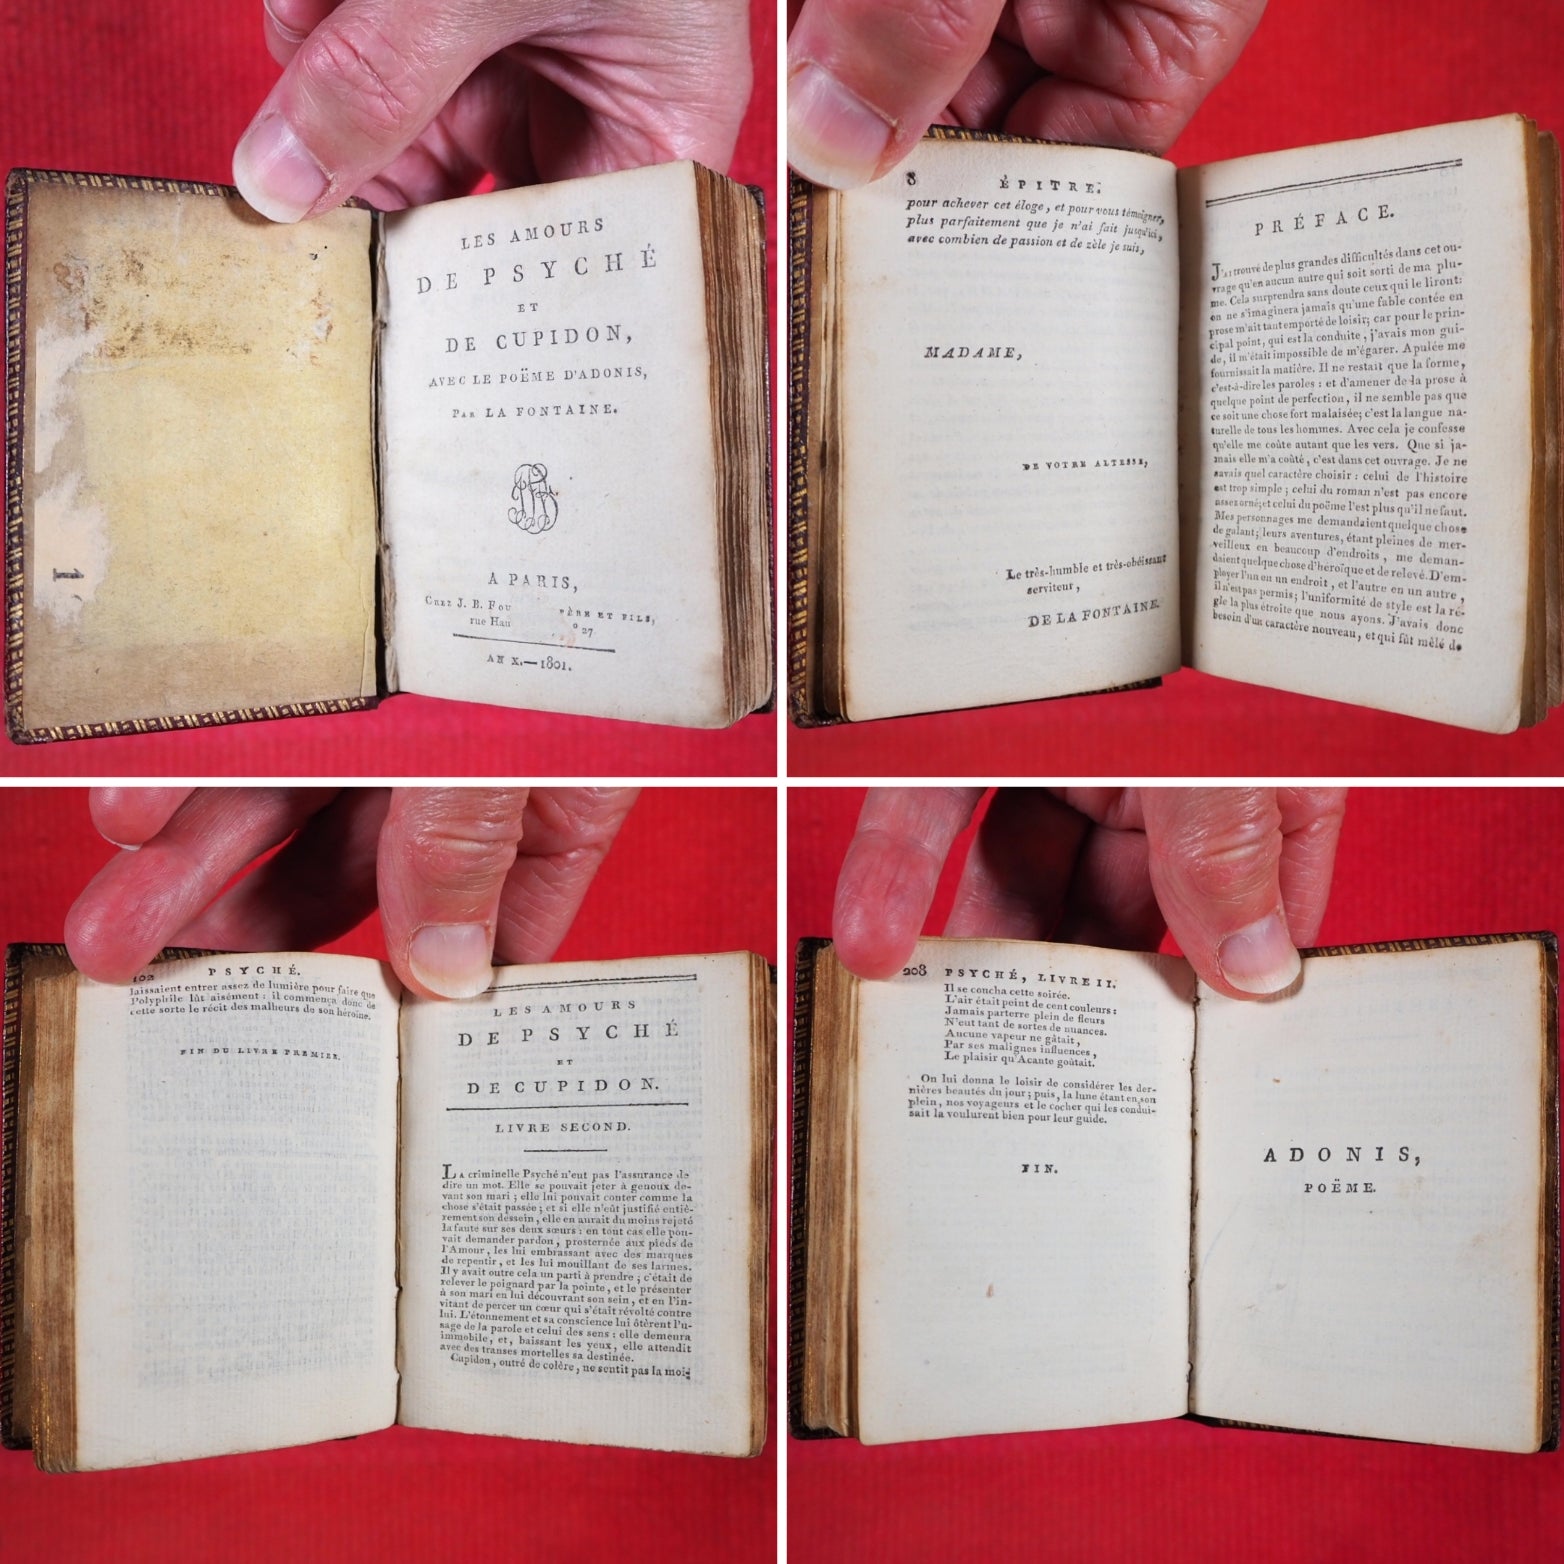 1
LES AMOURS
DE PSYCHÉ
ET
DE CUPIDON,
AVEC LE POËME D'ADONIS,
PAR LA FONTAINE.
A PARIS,
CHEZ J. B. FOU ÈRE ET FILS,
rue Hau º 27
AN X.—1801.
8 ÉPITRE.
pour achever cet éloge, et pour vous témoigner,
plus parfaitement que je n'ai fait jusqu'ici,
avec combien de passion et de zèle je suis,
MADAME,
DE VOTRE ALTESSE,
Le très-humble et très-obéissant
serviteur,
DE LA FONTAINE.
PRÉFACE.
J'AI trouvé de plus grandes difficultés dans cet ou-
vrage qu'en aucun autre qui soit sorti de ma plu-
me. Cela surprendra sans doute ceux qui le liront:
on ne s'imaginera jamais qu'une fable contée en
prose m'ait tant emporté de loisir; car pour le prin-
cipal point, qui est la conduite, j'avais mon gui-
de, il m'était impossible de m'égarer. Apulée me
fournissait la matière. Il ne restait que la forme,
c'est-à-dire les paroles : et d'amener de la prose à
quelque point de perfection, il ne semble pas que
ce soit une chose fort malaisée; c'est la langue na-
turelle de tous les hommes. Avec cela je confesse
qu'elle me coûte autant que les vers. Que si ja-
mais elle m'a coûté, c'est dans cet ouvrage. Je ne
savais quel caractère choisir : celui de l'histoire
est trop simple ; celui du roman n'est pas encore
assez orné; et celui du poëme l'est plus qu'il ne faut.
Mes personnages me demandaient quelque chose
de galant; leurs aventures, étant pleines de mer-
veilleux en beaucoup d'endroits, me deman-
daient quelque chose d'héroïque et de relevé. D'em-
ployer l'un en un endroit, et l'autre en un autre,
il n'est pas permis; l'uniformité de style est la ré-
gle la plus étroite que nous ayons. J'avais donc
besoin d'un caractère nouveau, et qui fût mêlé de
102 PSYCHÉ.
laissaient entrer assez de lumière pour faire que
Polyphile lût aisément : il commença donc de
cette sorte le récit des malheurs de son héroïne.
FIN DU LIVRE PREMIER.
LES AMOURS
DE PSYCHÉ
ET
DE CUPIDON.
LIVRE SECOND.
LA criminelle Psyché n'eut pas l'assurance de
dire un mot. Elle se pouvait jeter à genoux de-
vant son mari ; elle lui pouvait conter comme la
chose s'était passée ; et si elle n'eût justifié entiè-
rement son dessein, elle en aurait du moins rejeté
la faute sur ses deux sœurs : en tout cas elle pou-
vait demander pardon, prosternée aux pieds de
l'Amour, les lui embrassant avec des marques
de repentir, et les lui mouillant de ses larmes.
Il y avait outre cela un parti à prendre ; c'était de
relever le poignard par la pointe, et le présenter
à son mari en lui découvrant son sein, et en l'in-
vitant de percer un cœur qui s'était révolté contre
lui. L'étonnement et sa conscience lui ôtèrent l'u-
sage de la parole et celui des sens : elle demeura
immobile, et, baissant les yeux, elle attendit
avec des transes mortelles sa destinée.
Cupidon, outré de colère, ne sentit pas la moi-
208 PSYCHÉ, LIVRE II.
Il se concha cette soirée.
L'air était peint de cent couleurs :
Jamais parterre plein de fleurs
N'eut tant de sortes de nuances.
Aucune vapeur ne gâtait,
Par ses malignes influences,
Le plaisir qu'Acante goûtait.
On lui donna le loisir de considérer les der-
nières beautés du jour ; puis, la lune étant en son
plein, nos voyageurs et le cocher qui les condui-
sait la voulurent bien pour leur guide.
FIN.
ADONIS,
POËME.